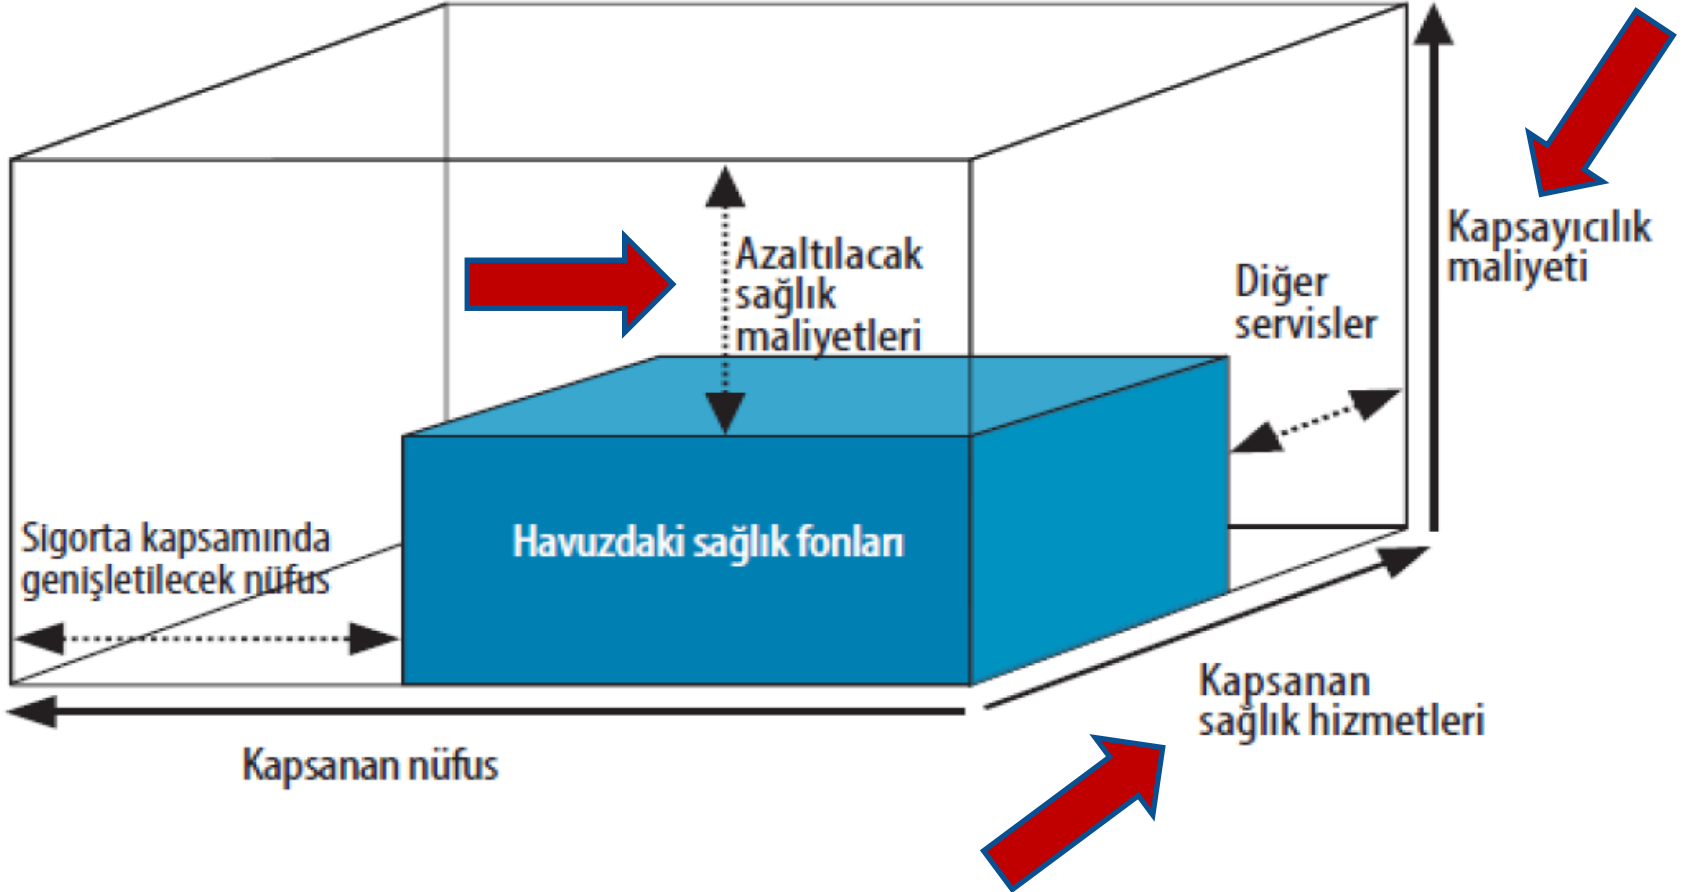 Azaltılacak
sağlık
maliyetleri
Kapsayıcılık
maliyeti
Diğer
servisler
Sigorta kapsamında
genişletilecek nüfus
Havuzdaki sağlık fonları
Kapsanan
sağlık hizmetleri
Kapsanan nüfus